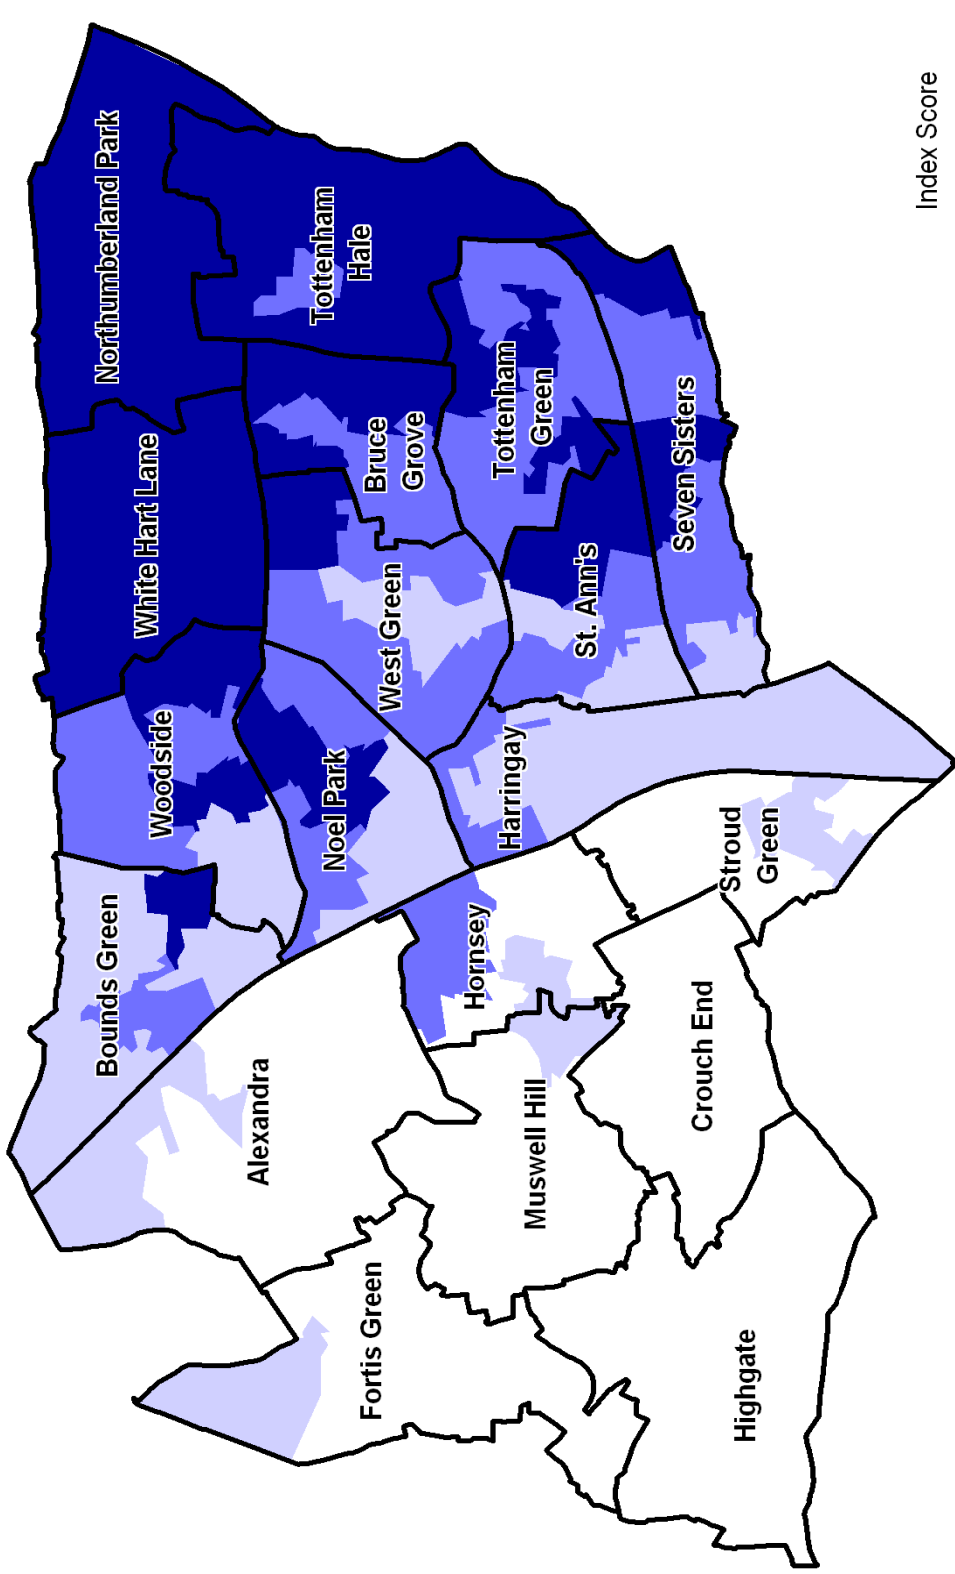 Northumberland Park
White Hart Lane
Woodside
Bounds Green
Alexandra
Fortis Green
Tottenham
Hale
Bruce
Grove
West Green
Noel Park
Tottenham
Green
St. Ann's
Harringay
Hornsey
Muswell Hill
Seven Sisters
Stroud
Green
Crouch End
Highgate
Index Score